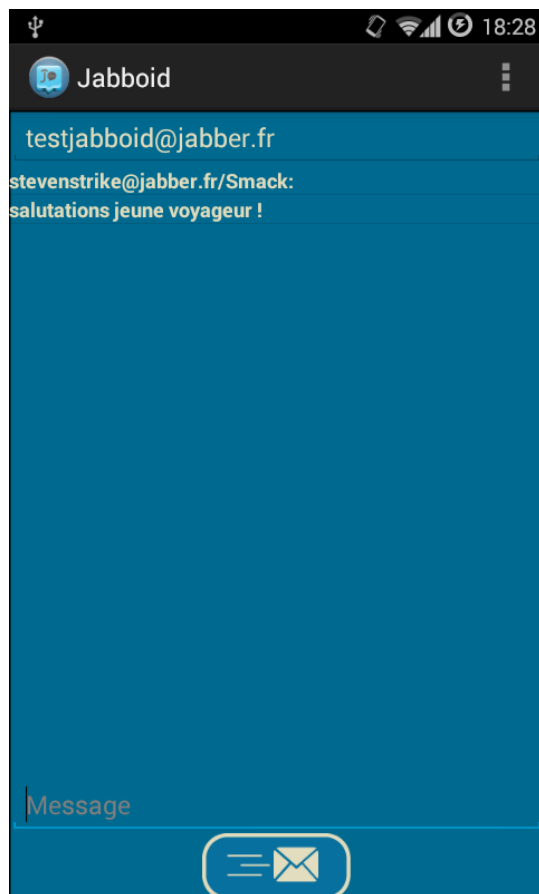 18:28
Jabboid
testjabboid@jabber.fr
stevenstrike@jabber.fr/Smack:
salutations jeune voyageur !
Message